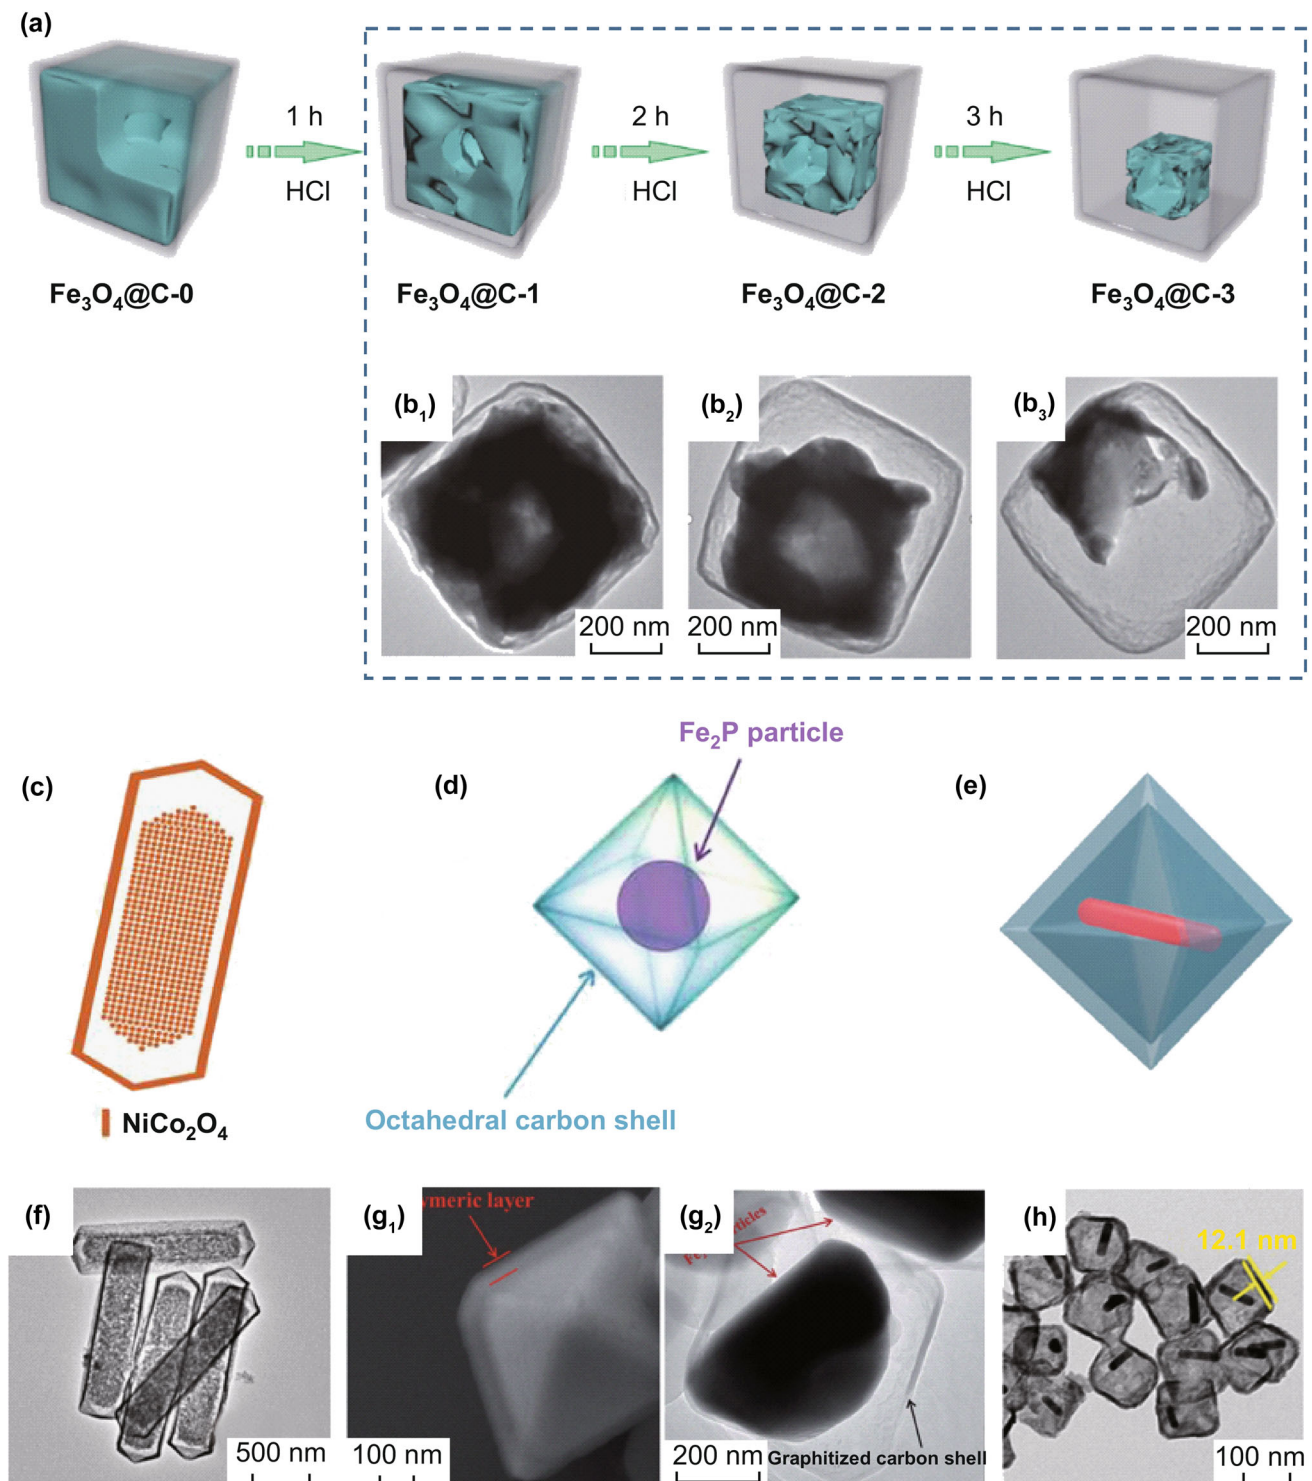 (a)
1 h
2 h
3 h
HCl
HCl
HCl
Fe₃O₄@C-0
Fe₃O₄@C-1
Fe₃O₄@C-2
Fe₃O₄@C-3
(b₁)
(b₂)
(b₃)
200 nm
200 nm
200 nm
Fe₂P particle
(c)
(d)
(e)
Octahedral carbon shell
NiCo₂O₄
(f)
(g₁)
ymeric layer
(g₂)
(h)
12.1 nm
500 nm
100 nm
200 nm
Graphitized carbon shell
100 nm